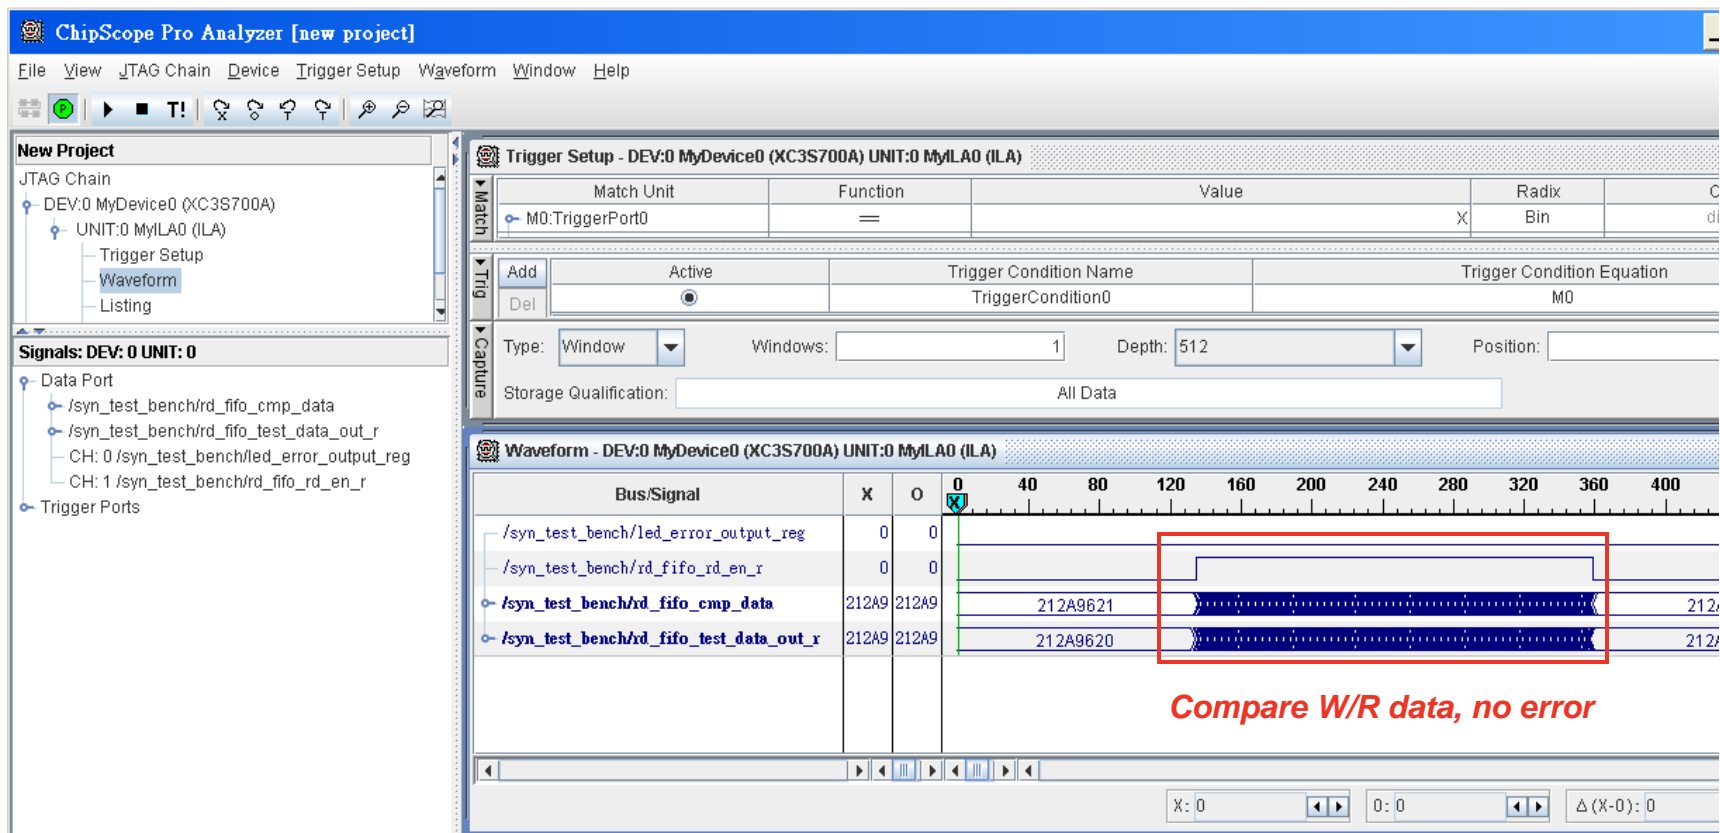 ChipScope Pro Analyzer [new project]
File View JTAG Chain Device Trigger Setup Waveform Window Help
T!
New Project
JTAG Chain
DEV:0 MyDevice0 (XC3S700A)
UNIT:0 MyILA0 (ILA)
Trigger Setup
Waveform
Listing
Signals: DEV: 0 UNIT: 0
Data Port
/syn_test_bench/rd_fifo_cmp_data
/syn_test_bench/rd_fifo_test_data_out_r
CH: 0 /syn_test_bench/led_error_output_reg
CH: 1 /syn_test_bench/rd_fifo_rd_en_r
Trigger Ports
Trigger Setup - DEV:0 MyDevice0 (XC3S700A) UNIT:0 MyILA0 (ILA)
Match
Match Unit Function Value Radix
M0:TriggerPort0 == X Bin
Trig
Add Active Trigger Condition Name Trigger Condition Equation
Del TriggerCondition0 M0
Capture
Type: Window Windows: 1 Depth: 512 Position:
Storage Qualification: All Data
Waveform - DEV:0 MyDevice0 (XC3S700A) UNIT:0 MyILA0 (ILA)
Bus/Signal X O 0 40 80 120 160 200 240 280 320 360 400
X
/syn_test_bench/led_error_output_reg 0 0
/syn_test_bench/rd_fifo_rd_en_r 0 0
/syn_test_bench/rd_fifo_cmp_data 212A9 212A9 212A9621 212
/syn_test_bench/rd_fifo_test_data_out_r 212A9 212A9 212A9620 212
Compare W/R data, no error
X: 0 O: 0 Δ(X-O): 0